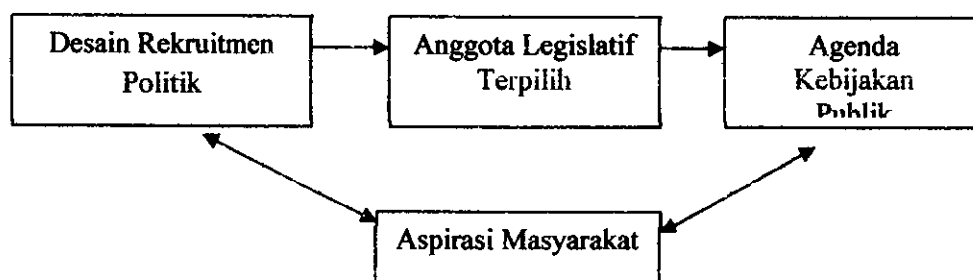 Desain Rekruitmen
Politik
Anggota Legislatif
Terpilih
Agenda
Kebijakan
Publik
Aspirasi Masyarakat